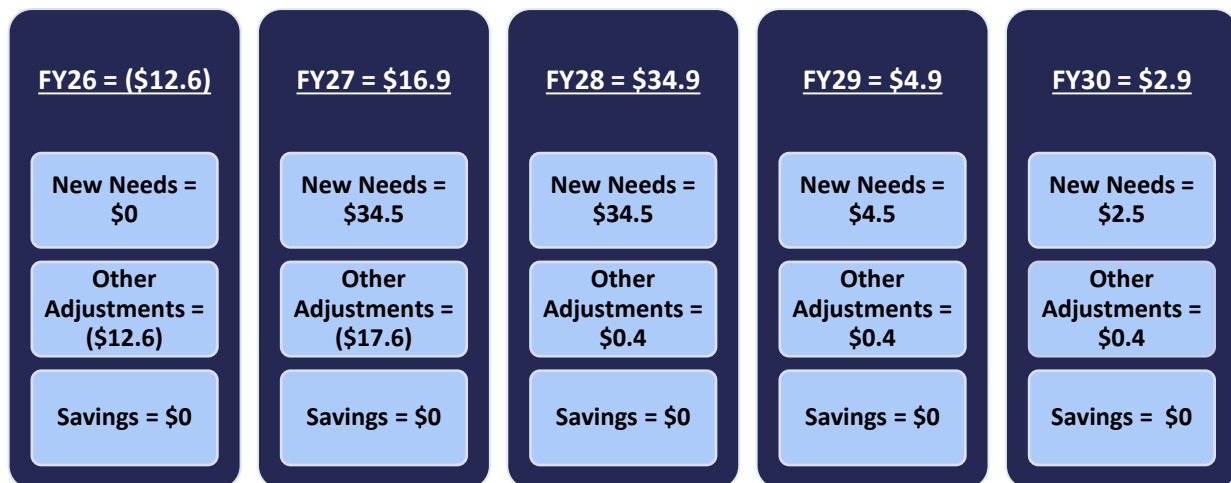 FY26 = ($12.6)
New Needs =
$0
Other
Adjustments =
($12.6)
Savings = $0
FY27 = $16.9
New Needs =
$34.5
Other
Adjustments =
($17.6)
Savings = $0
FY28 = $34.9
New Needs =
$34.5
Other
Adjustments =
$0.4
Savings = $0
FY29 = $4.9
New Needs =
$4.5
Other
Adjustments =
$0.4
Savings = $0
FY30 = $2.9
New Needs =
$2.5
Other
Adjustments =
$0.4
Savings =  $0